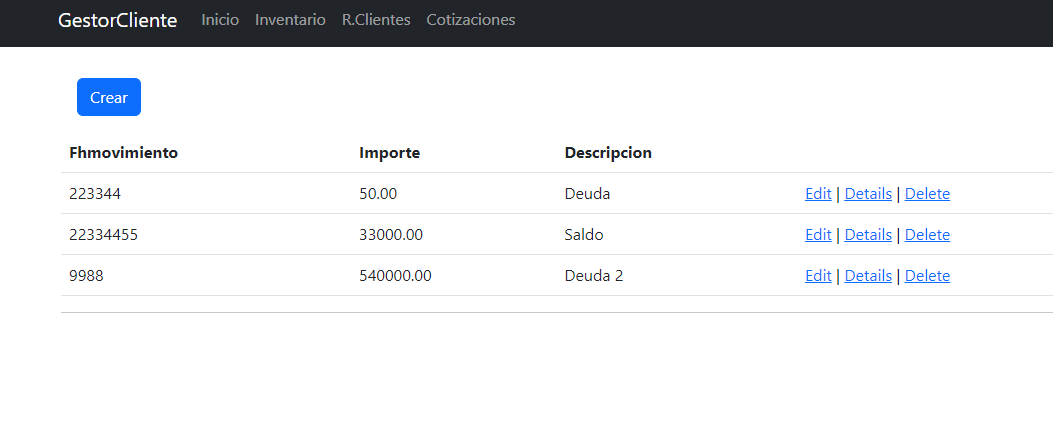 GestorCliente Inicio Inventario R.Clientes Cotizaciones
Crear
Fhmovimiento Importe Descripcion
223344 50.00 Deuda Edit | Details | Delete
22334455 33000.00 Saldo Edit | Details | Delete
9988 540000.00 Deuda 2 Edit | Details | Delete